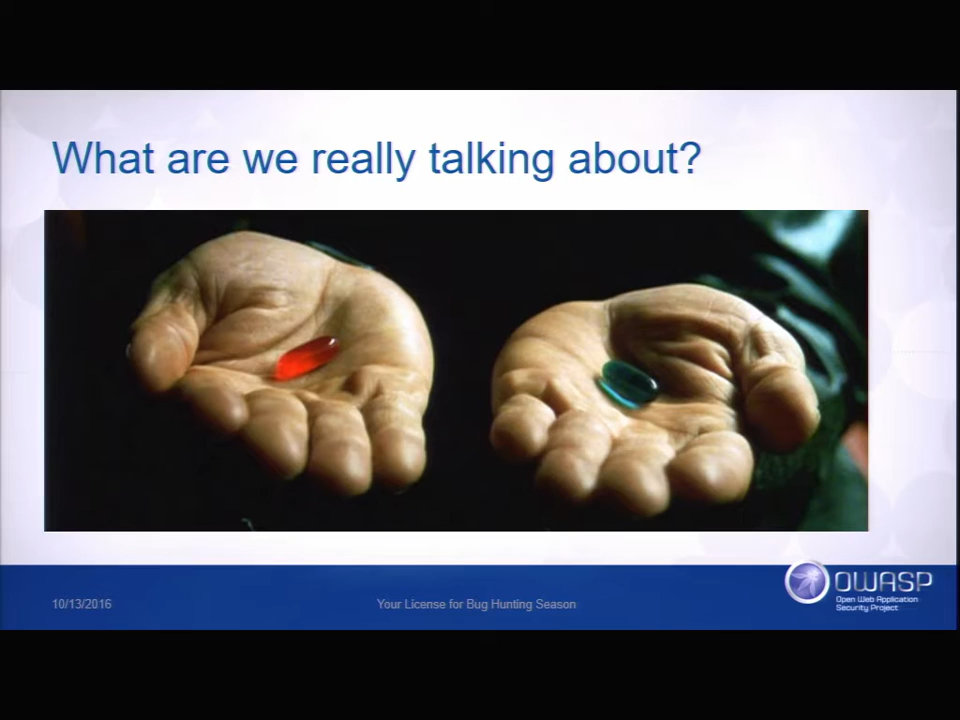 What are we really talking about?
10/13/2016
Your License for Bug Hunting Season
OWASP
Open Web Application
Security Project